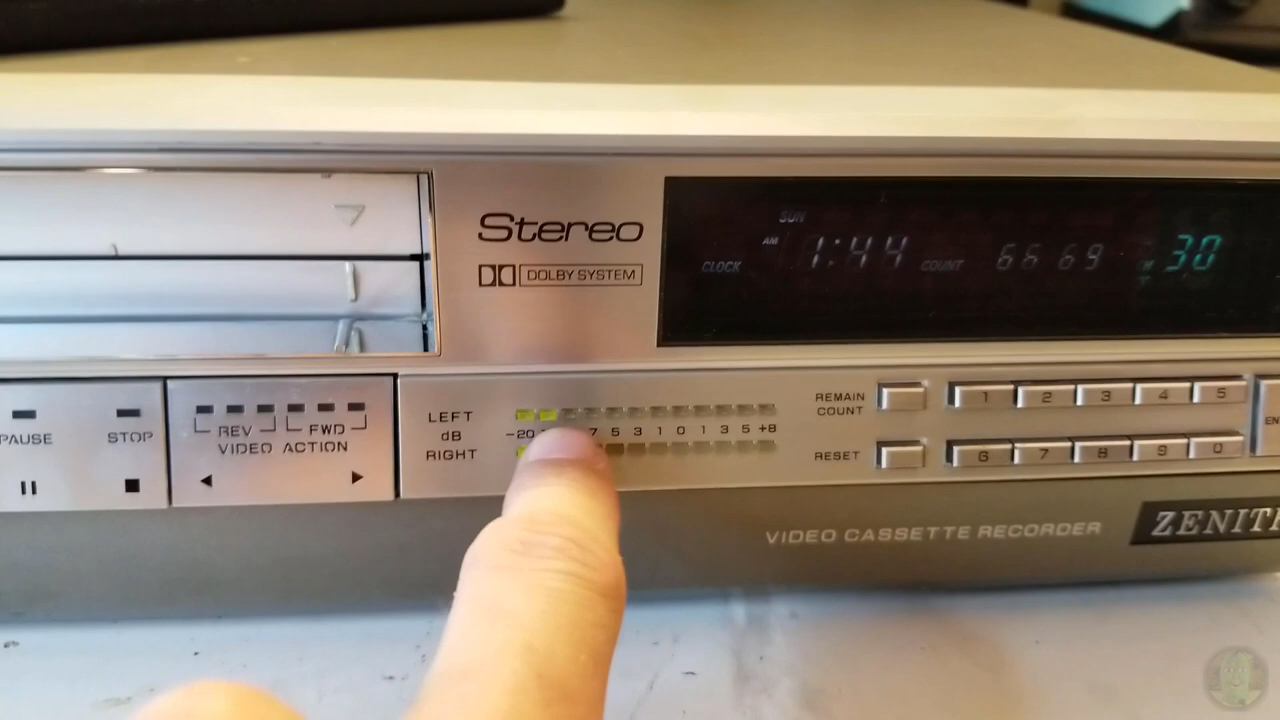 Stereo
DOLBY SYSTEM
SUN
AM
CLOCK 1:44 COUNT 6669 30
PAUSE
STOP
REV FWD
VIDEO ACTION
LEFT
dB -20 7 5 3 1 0 1 3 5 +8
RIGHT
REMAIN
COUNT
1 2 3 4 5
RESET
6 7 8 9 0
VIDEO CASSETTE RECORDER